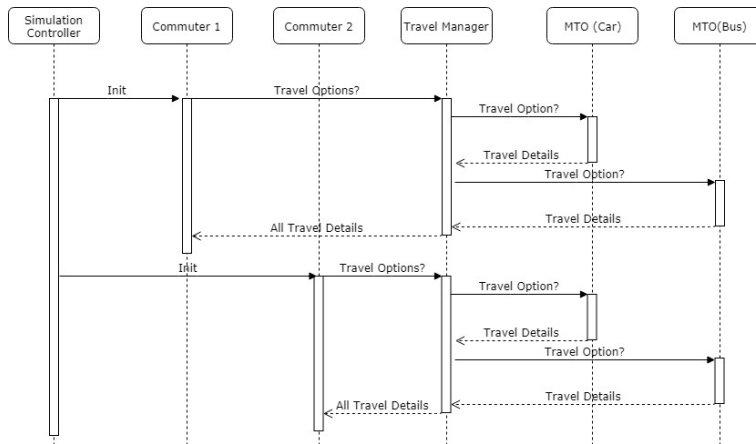 Simulation
Controller
Commuter 1
Commuter 2
Travel Manager
MTO (Car)
MTO(Bus)
Init
Travel Options?
Travel Option?
Travel Details
Travel Option?
Travel Details
All Travel Details
Init
Travel Options?
Travel Option?
Travel Details
Travel Option?
Travel Details
All Travel Details